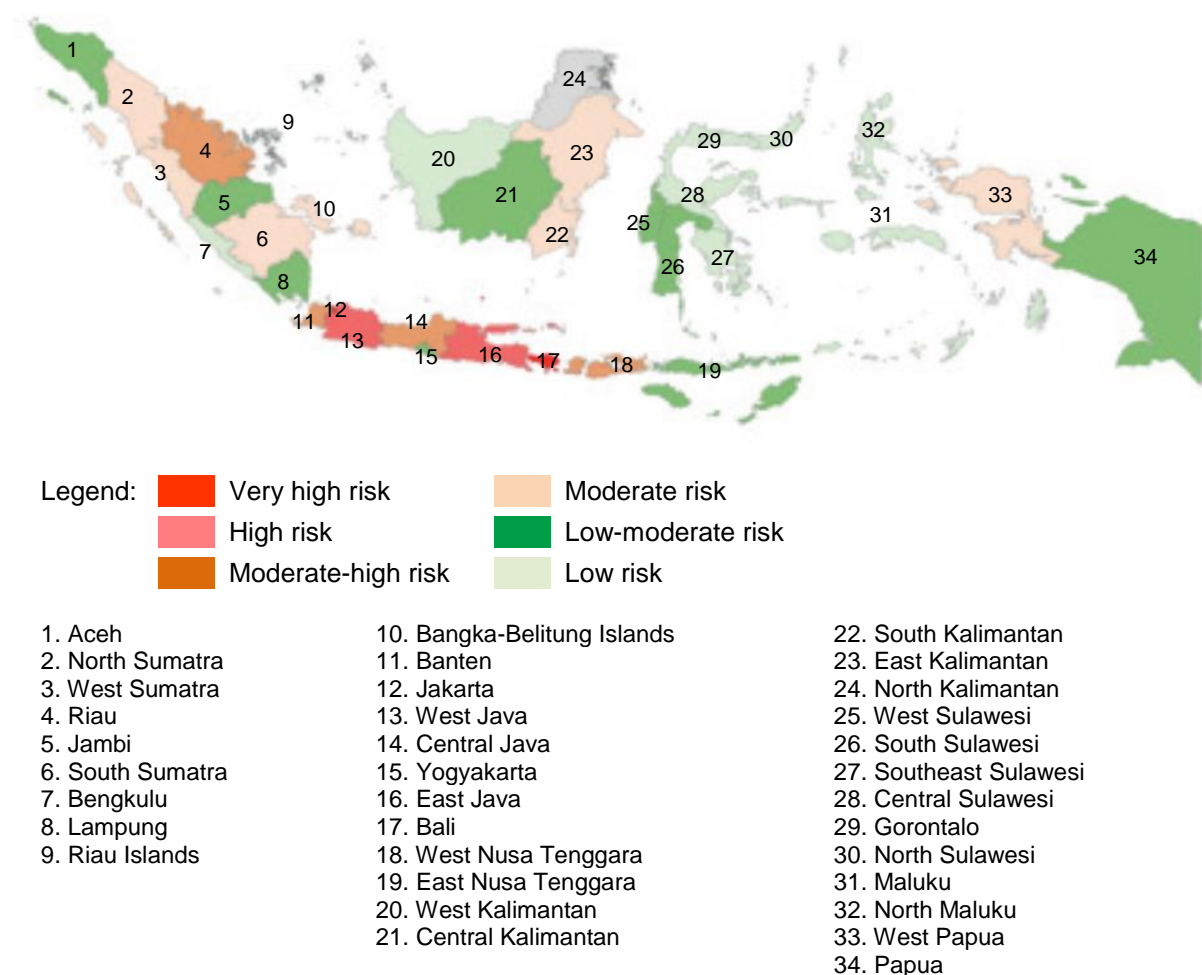 1
2
24
9
32
4
29
30
3
20
23
28
33
5
10
21
31
6
25
22
7
27
34
8
26
12
11
14
13
15
16
17
18
19
Legend:
Very high risk
Moderate risk
High risk
Low-moderate risk
Moderate-high risk
Low risk
1. Aceh
2. North Sumatra
3. West Sumatra
4. Riau
5. Jambi
6. South Sumatra
7. Bengkulu
8. Lampung
9. Riau Islands
10. Bangka-Belitung Islands
11. Banten
12. Jakarta
13. West Java
14. Central Java
15. Yogyakarta
16. East Java
17. Bali
18. West Nusa Tenggara
19. East Nusa Tenggara
20. West Kalimantan
21. Central Kalimantan
22. South Kalimantan
23. East Kalimantan
24. North Kalimantan
25. West Sulawesi
26. South Sulawesi
27. Southeast Sulawesi
28. Central Sulawesi
29. Gorontalo
30. North Sulawesi
31. Maluku
32. North Maluku
33. West Papua
34. Papua